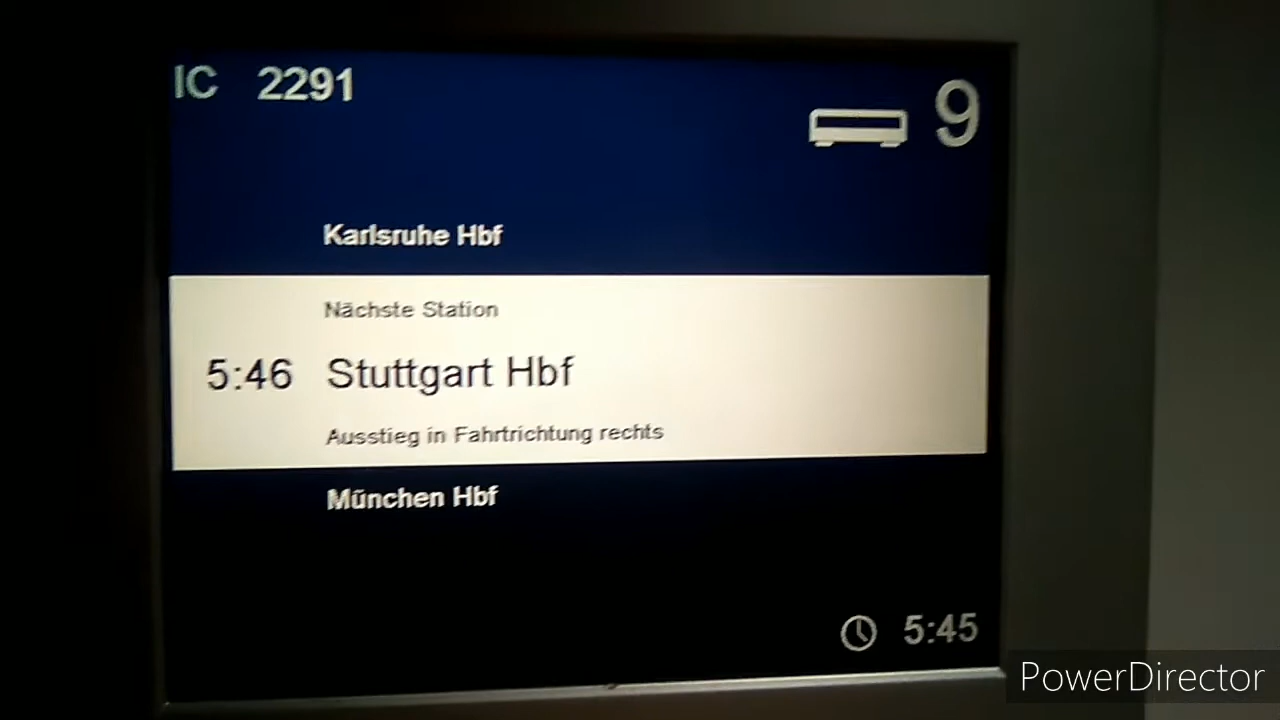 IC 2291
9
Karlsruhe Hbf
Nächste Station
5:46 Stuttgart Hbf
Ausstieg in Fahrtrichtung rechts
München Hbf
5:45
PowerDirector